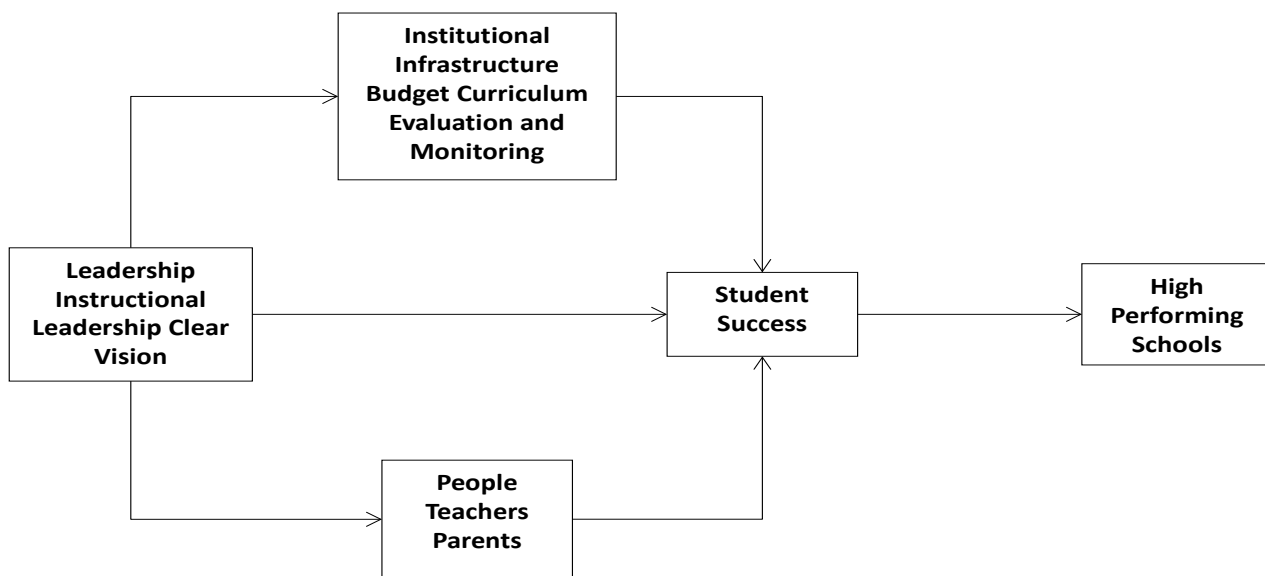 Institutional
Infrastructure
Budget Curriculum
Evaluation and
Monitoring
Leadership
Instructional
Leadership Clear
Vision
Student
Success
High
Performing
Schools
People
Teachers
Parents